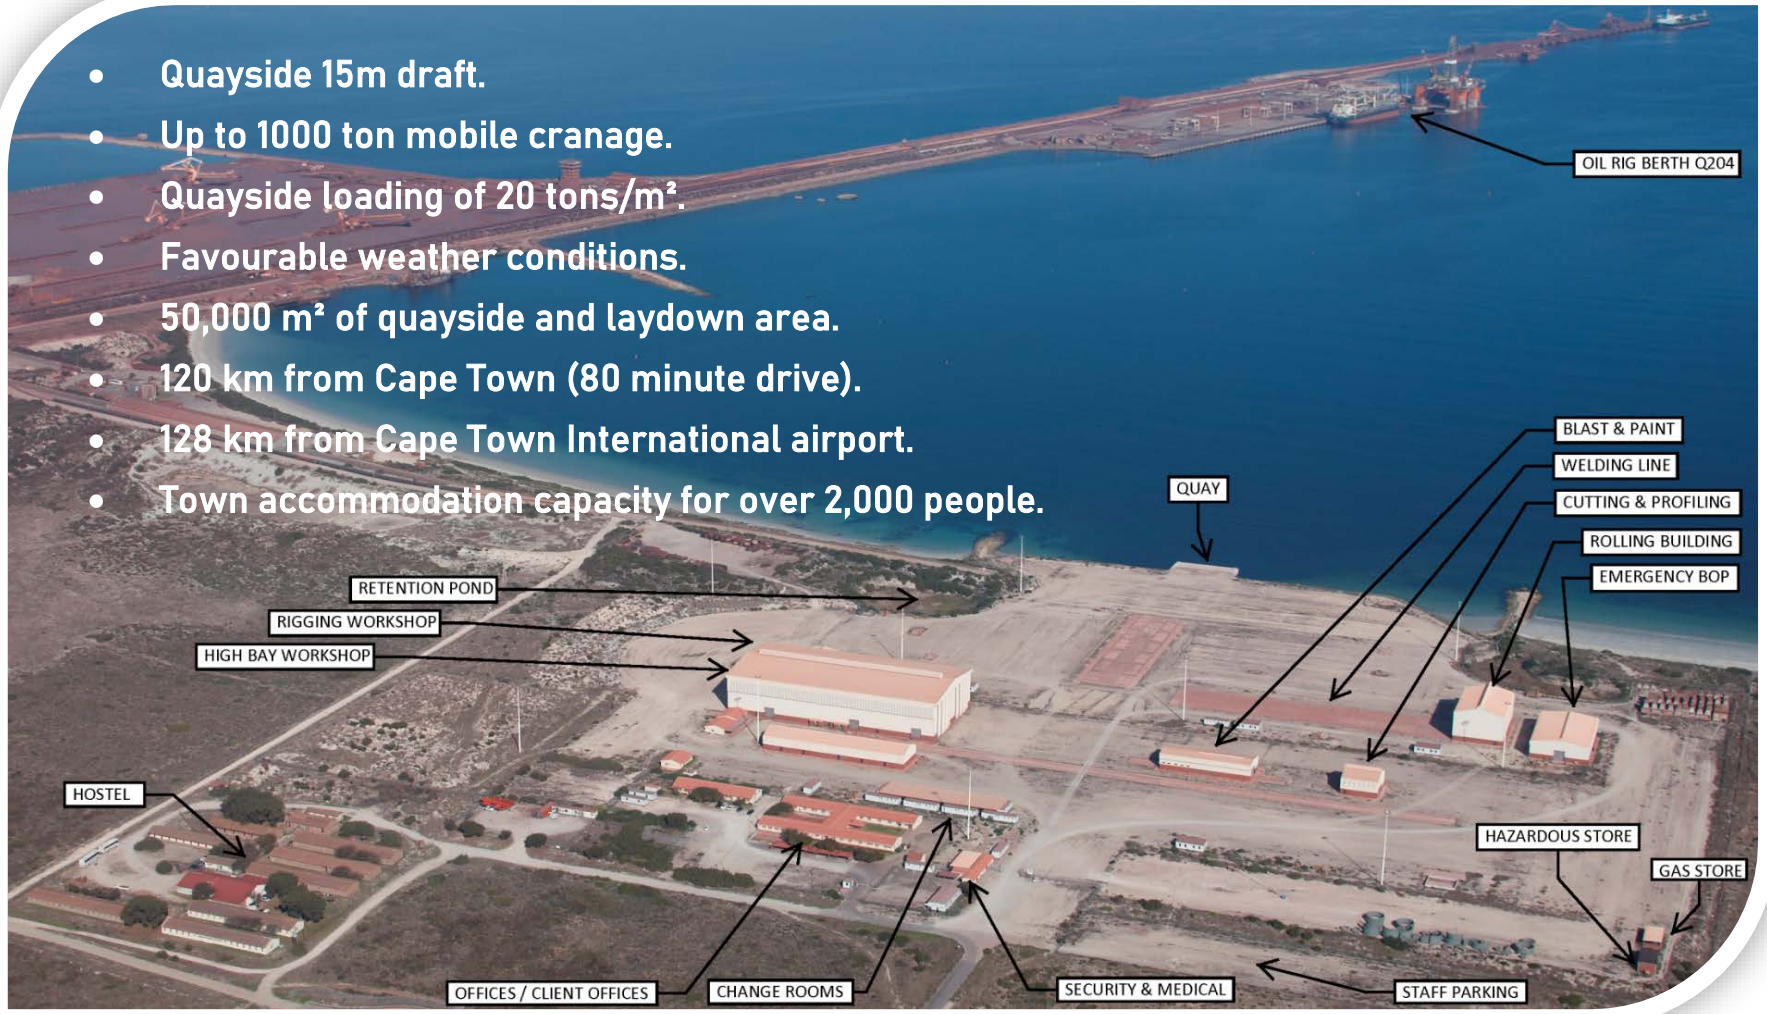 • Quayside 15m draft.
• Up to 1000 ton mobile cranage.
• Quayside loading of 20 tons/m².
• Favourable weather conditions.
• 50,000 m² of quayside and laydown area.
• 120 km from Cape Town (80 minute drive).
• 128 km from Cape Town International airport.
• Town accommodation capacity for over 2,000 people.
OIL RIG BERTH Q204
BLAST & PAINT
WELDING LINE
QUAY
CUTTING & PROFILING
ROLLING BUILDING
EMERGENCY BOP
RETENTION POND
RIGGING WORKSHOP
HIGH BAY WORKSHOP
HOSTEL
HAZARDOUS STORE
GAS STORE
OFFICES / CLIENT OFFICES
CHANGE ROOMS
SECURITY & MEDICAL
STAFF PARKING